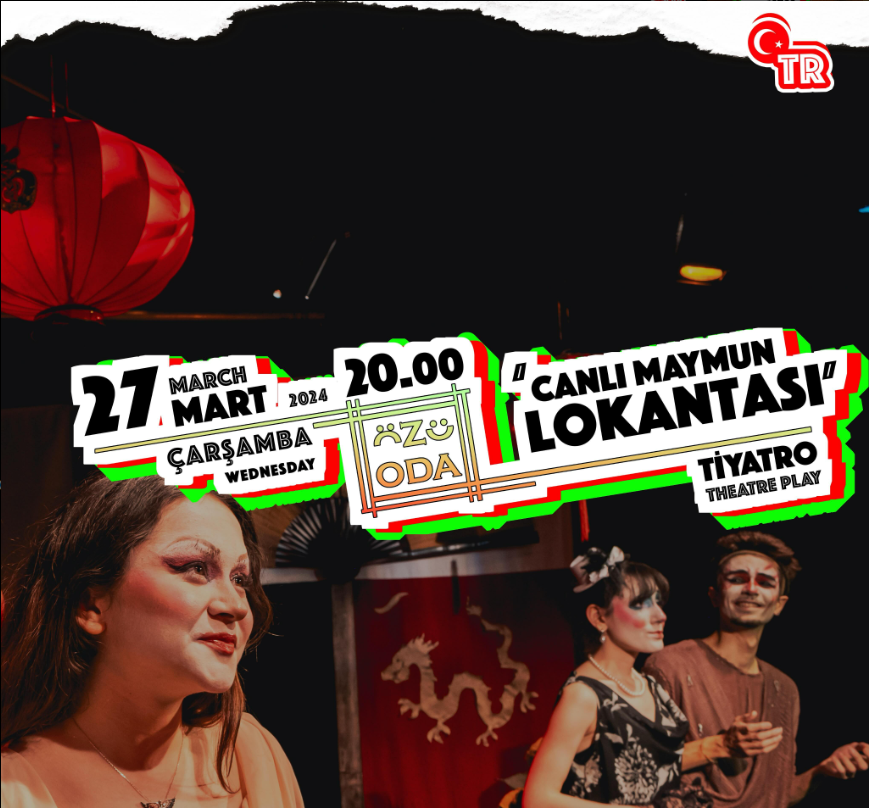 TR
27
MARCH
MART
2024
ÇARŞAMBA
WEDNESDAY
20.00
ÖZÜ
ODA
"CANLI MAYMUN
LOKANTASI"
TİYATRO
THEATRE PLAY